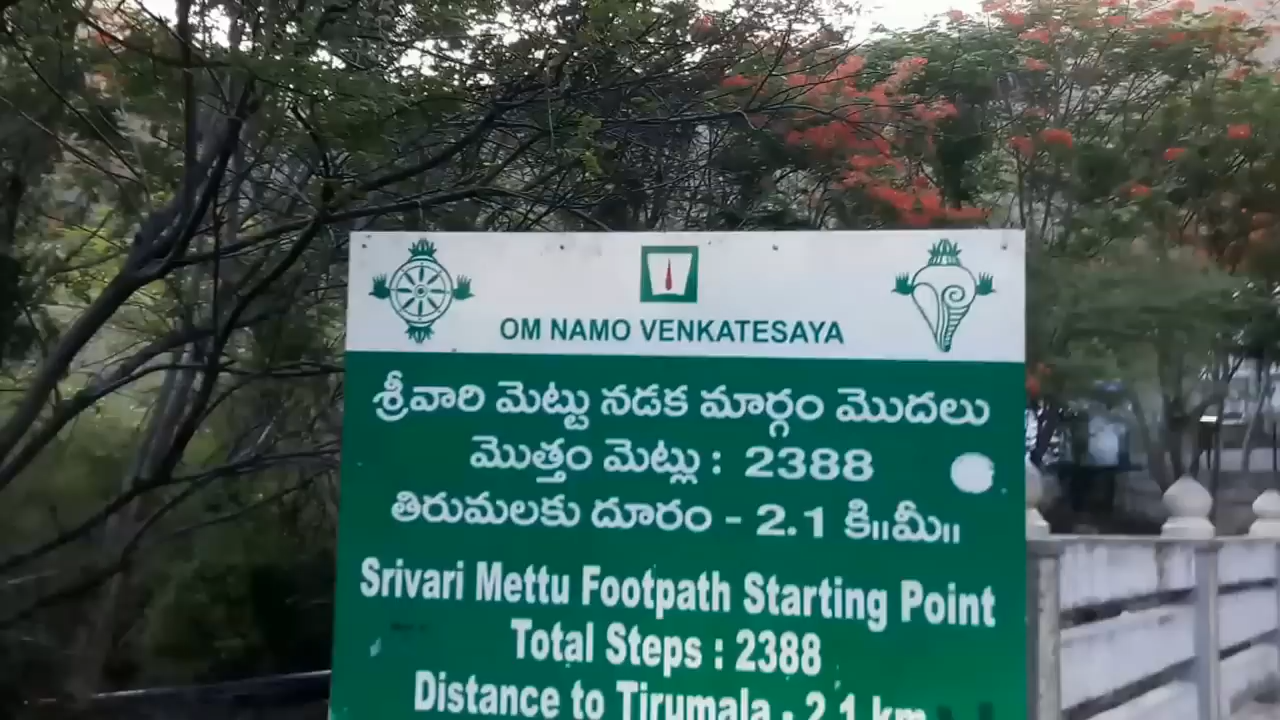 OM NAMO VENKATESAYA
శ్రీవారి మెట్టు నడక మార్గం మొదలు
మొత్తం మెట్లు : 2388
తిరుమలకు దూరం - 2.1 కి॥మీ॥
Srivari Mettu Footpath Starting Point
Total Steps : 2388
Distance to Tirumala - 2.1 km